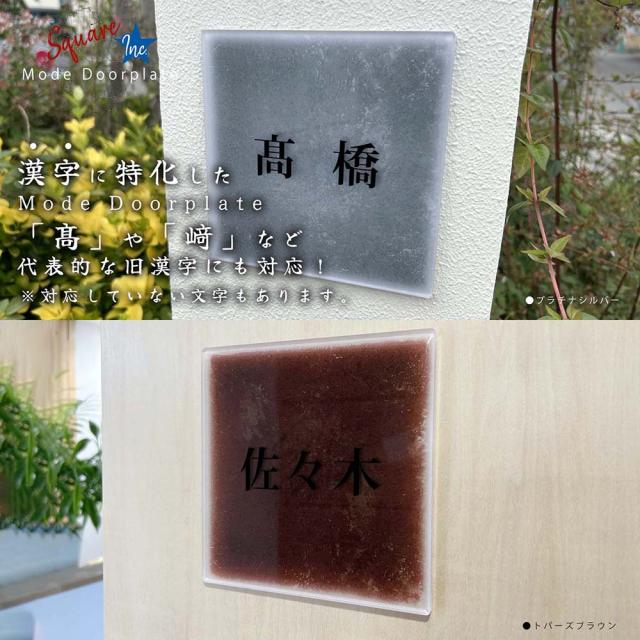 Square Inc.
Mode Doorplate
漢字に特化した
Mode Doorplate
「髙」や「﨑」など
代表的な旧漢字にも対応！
※対応していない文字もあります。
髙橋
●プラチナシルバー
佐々木
●トパーズブラウン